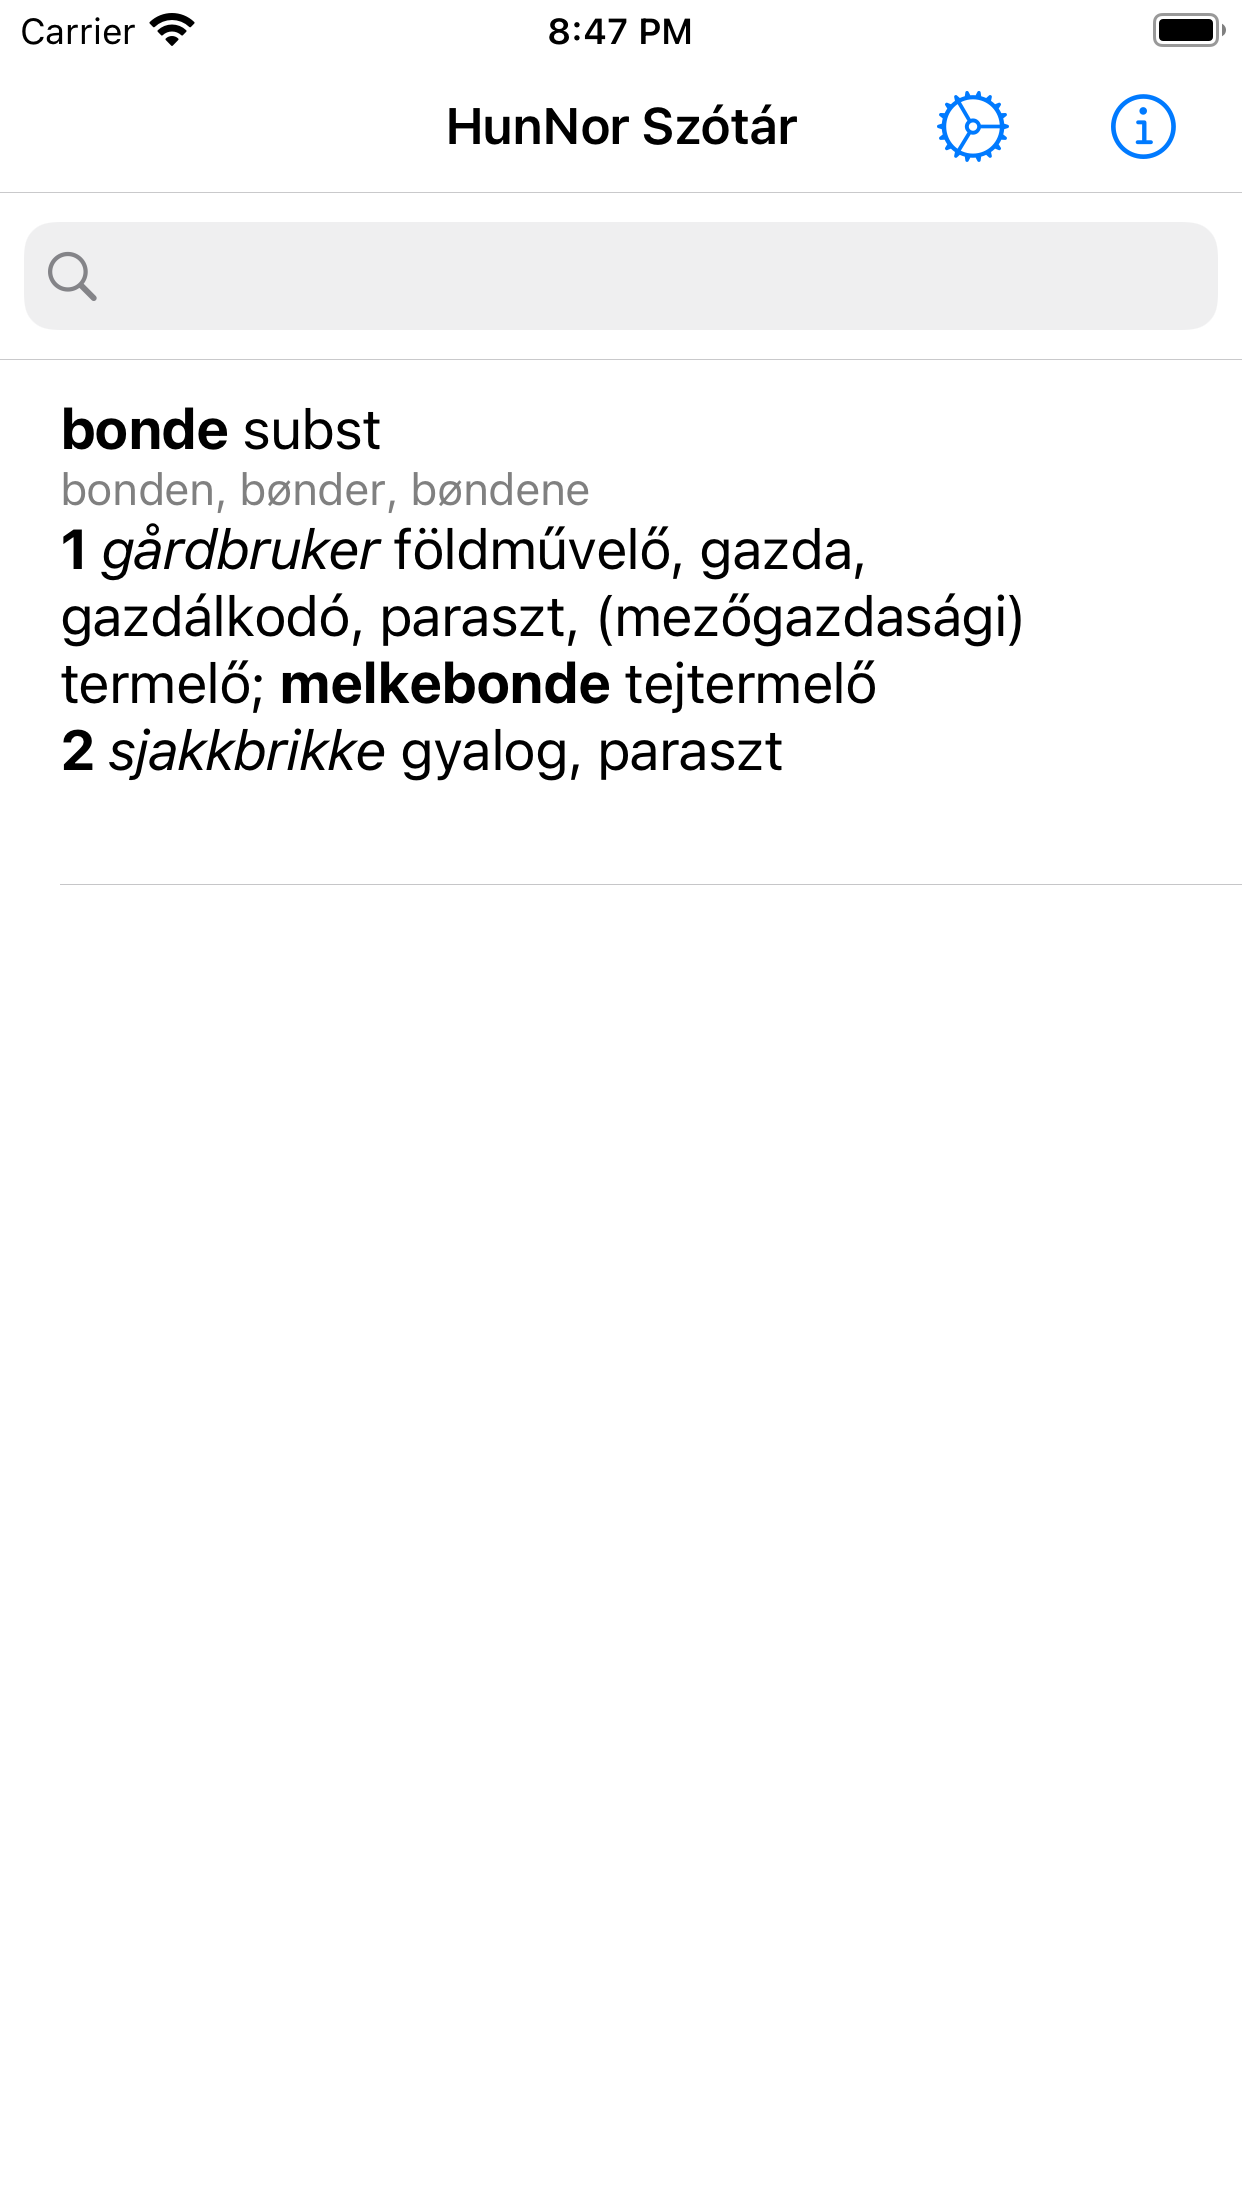 Carrier 8:47 PM
HunNor Szótár
bonde subst
bonden, bønder, bøndene
1 gårdbruker földművelő, gazda,
gazdálkodó, paraszt, (mezőgazdasági)
termelő; melkebonde tejtermelő
2 sjakkbrikke gyalog, paraszt